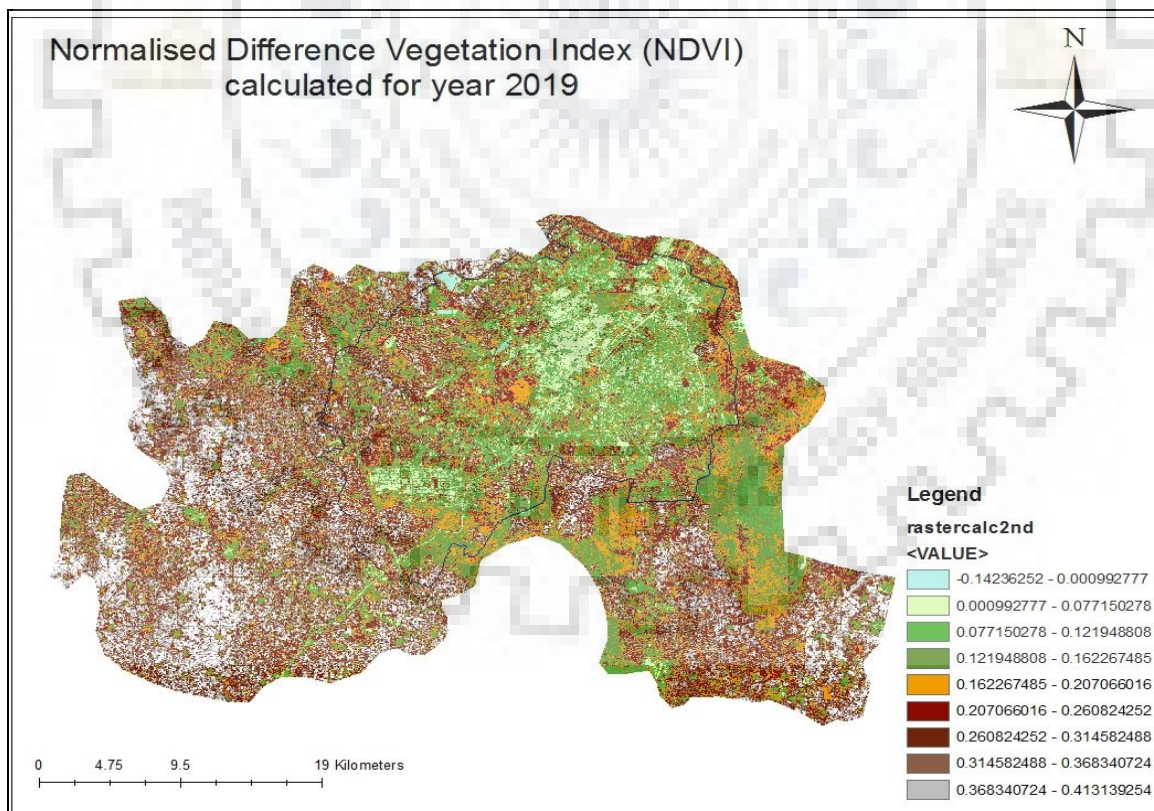 Normalised Difference Vegetation Index (NDVI)
calculated for year 2019
N
Legend
rastercalc2nd
<VALUE>
-0.14236252 - 0.000992777
0.000992777 - 0.077150278
0.077150278 - 0.121948808
0.121948808 - 0.162267485
0.162267485 - 0.207066016
0.207066016 - 0.260824252
0.260824252 - 0.314582488
0.314582488 - 0.368340724
0.368340724 - 0.413139254
0 4.75 9.5 19 Kilometers